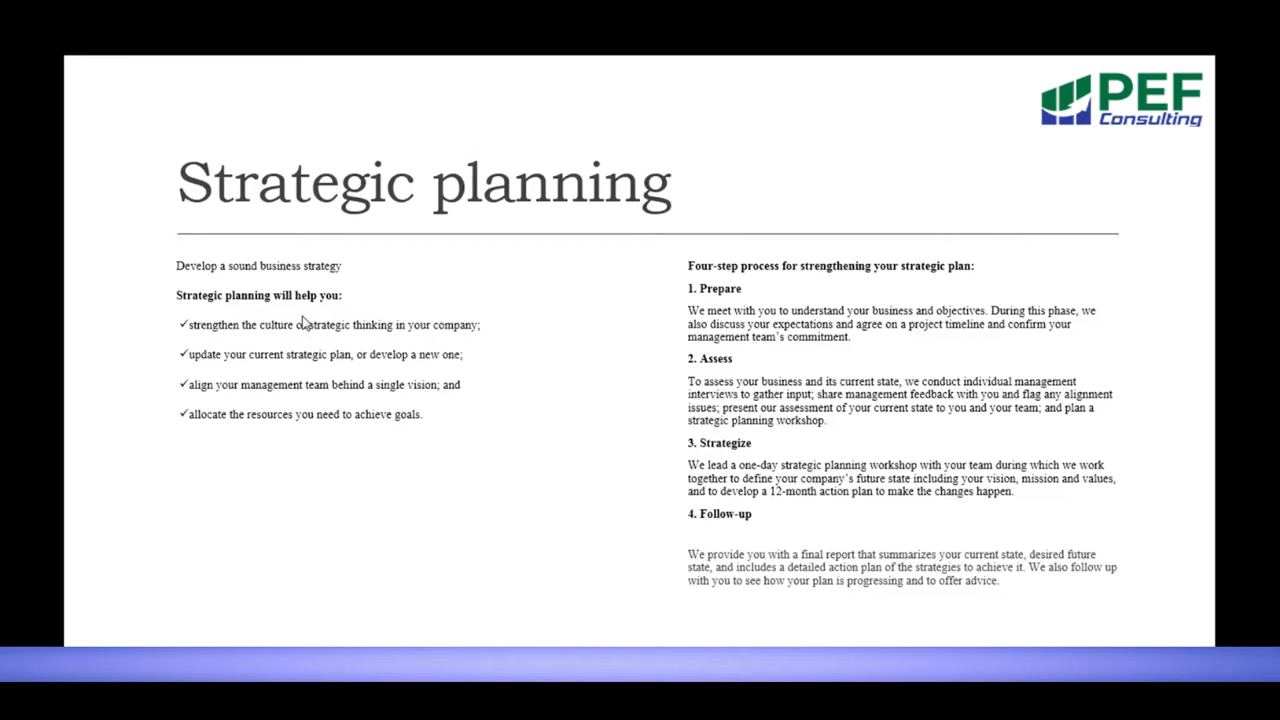 PEF
Consulting
Strategic planning
Develop a sound business strategy
Strategic planning will help you:
✓strengthen the culture of strategic thinking in your company;
✓update your current strategic plan, or develop a new one;
✓align your management team behind a single vision; and
✓allocate the resources you need to achieve goals.
Four-step process for strengthening your strategic plan:
1. Prepare
We meet with you to understand your business and objectives. During this phase, we
also discuss your expectations and agree on a project timeline and confirm your
management team’s commitment.
2. Assess
To assess your business and its current state, we conduct individual management
interviews to gather input; share management feedback with you and flag any alignment
issues; present our assessment of your current state to you and your team; and plan a
strategic planning workshop.
3. Strategize
We lead a one-day strategic planning workshop with your team during which we work
together to define your company’s future state including your vision, mission and values,
and to develop a 12-month action plan to make the changes happen.
4. Follow-up
We provide you with a final report that summarizes your current state, desired future
state, and includes a detailed action plan of the strategies to achieve it. We also follow up
with you to see how your plan is progressing and to offer advice.